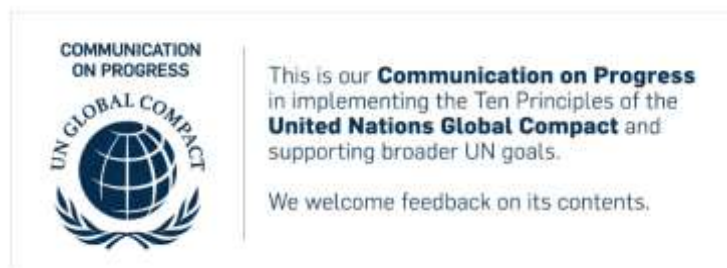 COMMUNICATION
ON PROGRESS
UN GLOBAL COMPACT
This is our Communication on Progress
in implementing the Ten Principles of the
United Nations Global Compact and
supporting broader UN goals.
We welcome feedback on its contents.